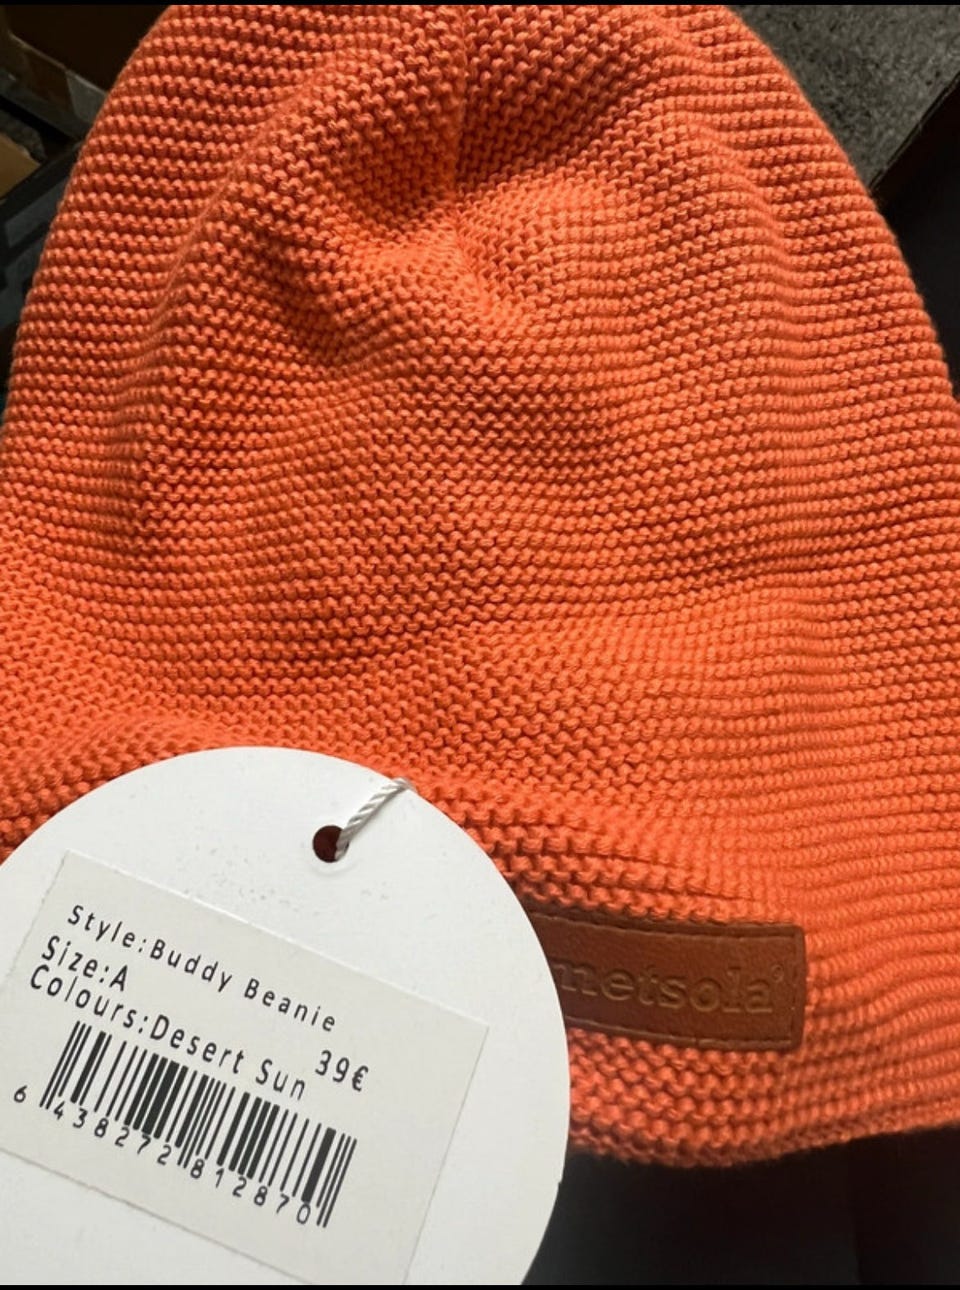 metsola
Style:Buddy Beanie
Size:A
Colours:Desert Sun 39€
6 438272 812870